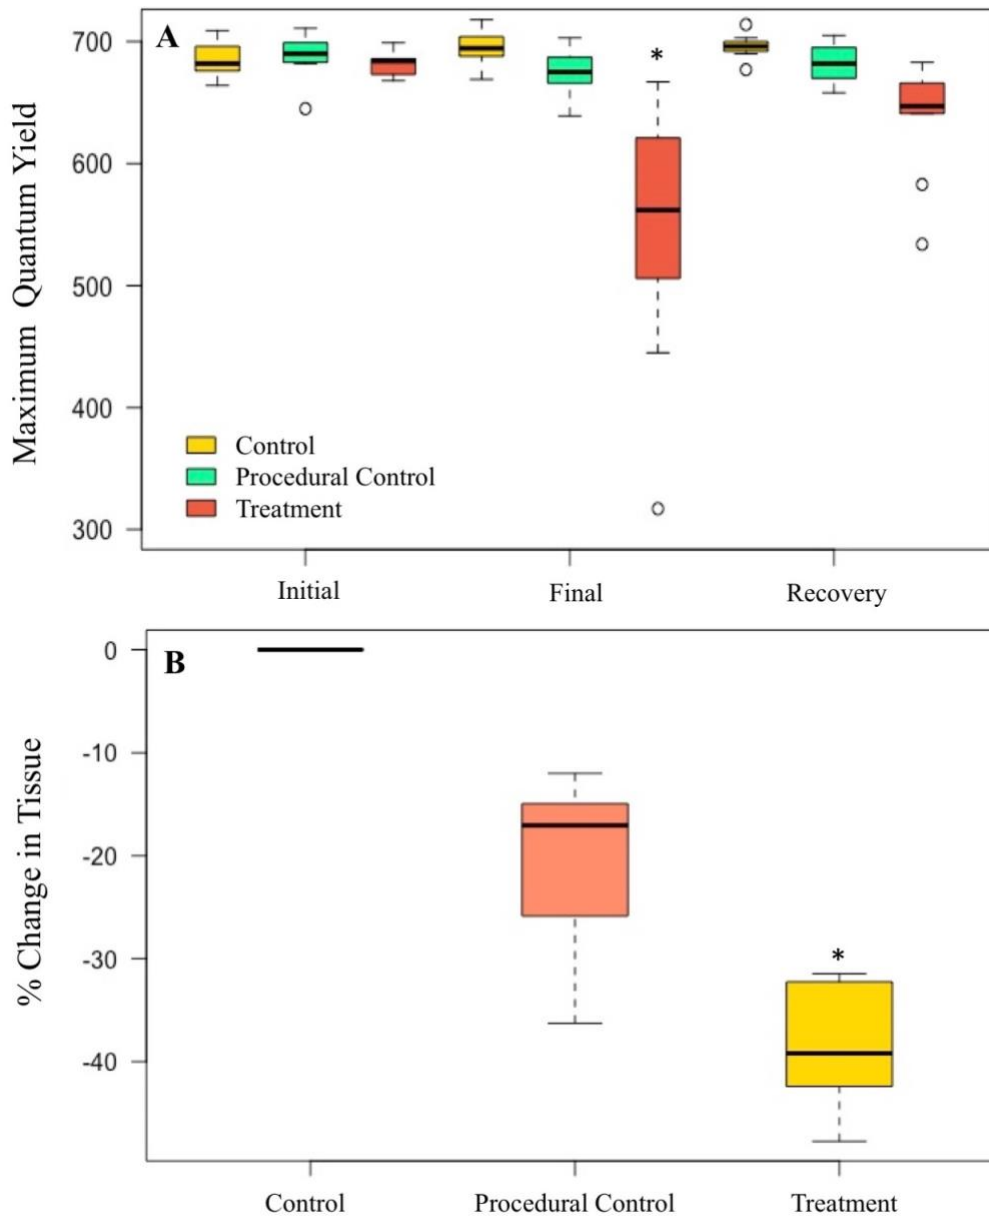 A
*
Maximum Quantum Yield
700
600
500
400
300
Control
Procedural Control
Treatment
Initial Final Recovery
B
*
% Change in Tissue
0
-10
-20
-30
-40
Control Procedural Control Treatment